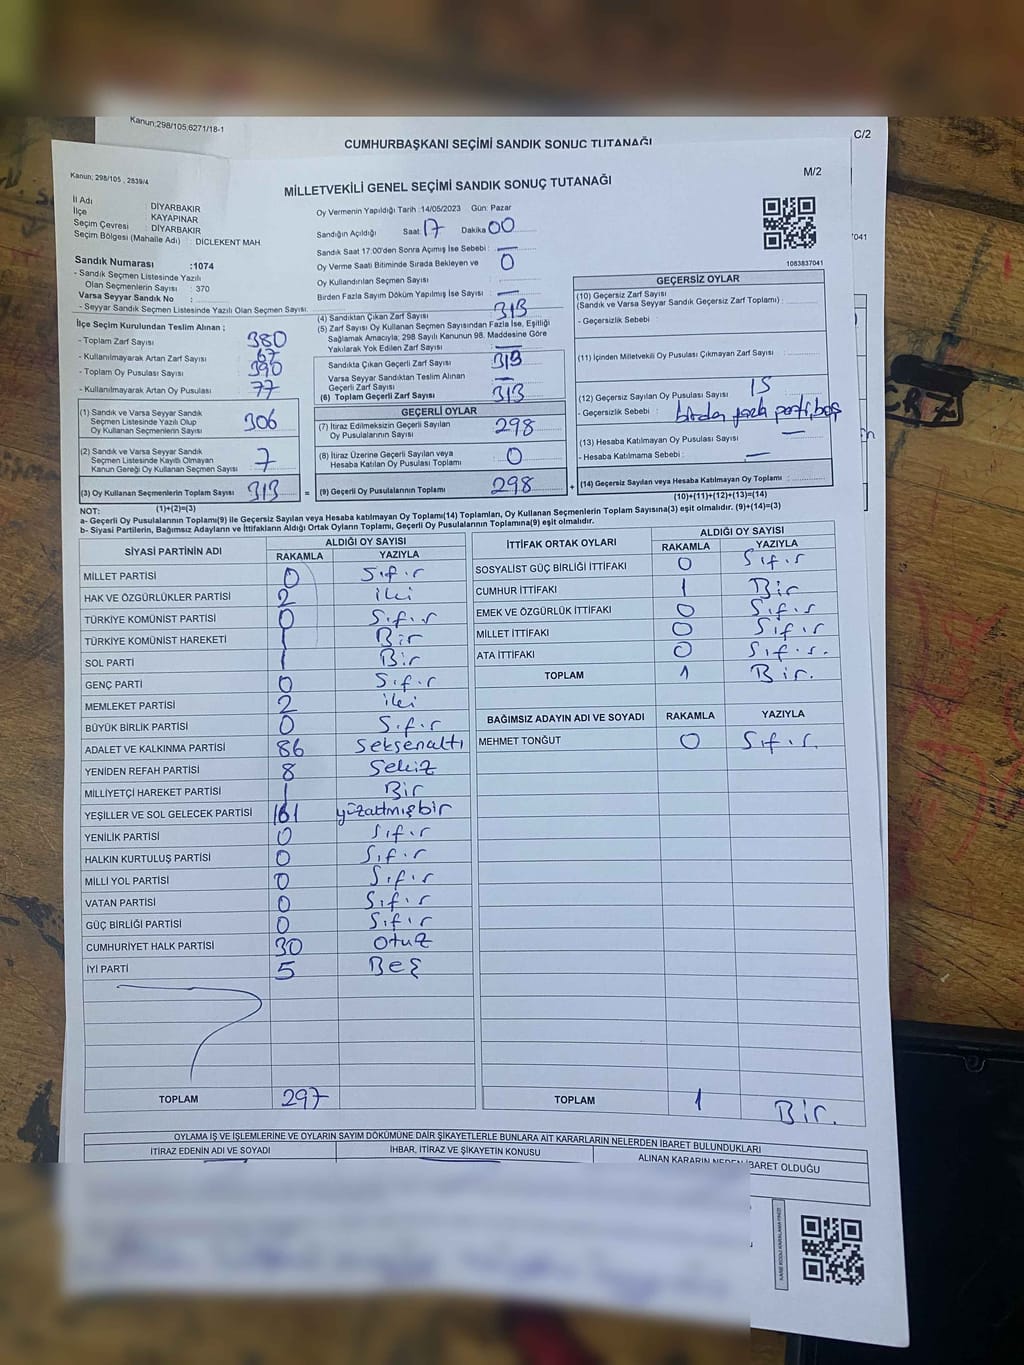 Kanun;298/105,6271/18-1
C/2
CUMHURBAŞKANI SEÇİMİ SANDIK SONUÇ TUTANAĞI
Kanun; 298/105 , 2839/4
M/2
MİLLETVEKİLİ GENEL SEÇİMİ SANDIK SONUÇ TUTANAĞI
İl Adı : DİYARBAKIR
İlçe : KAYAPINAR
Seçim Çevresi : DİYARBAKIR
Seçim Bölgesi (Mahalle Adı) : DİCLEKENT MAH.
Sandık Numarası :1074
- Sandık Seçmen Listesinde Yazılı
Olan Seçmenlerin Sayısı : 370
Varsa Seyyar Sandık No :
- Seyyar Sandık Seçmen Listesinde Yazılı Olan Seçmen Sayısı:
İlçe Seçim Kurulundan Teslim Alınan ;
- Toplam Zarf Sayısı 380
- Kullanılmayarak Artan Zarf Sayısı 67
- Toplam Oy Pusulası Sayısı 390
- Kullanılmayarak Artan Oy Pusulası 77
(1) Sandık ve Varsa Seyyar Sandık
Seçmen Listesinde Yazılı Olup
Oy Kullanan Seçmenlerin Sayısı 306
(2) Sandık ve Varsa Seyyar Sandık
Seçmen Listesinde Kayıtlı Olmayan
Kanun Gereği Oy Kullanan Seçmen Sayısı 7
(3) Oy Kullanan Seçmenlerin Toplam Sayısı 313 =
Oy Vermenin Yapıldığı Tarih :14/05/2023 Gün: Pazar
Sandığın Açıldığı Saat: 17 Dakika 00
Sandık Saat 17:00'den Sonra Açılmış İse Sebebi : —
Oy Verme Saati Bitiminde Sırada Bekleyen ve
Oy Kullandırılan Seçmen Sayısı : 0
Birden Fazla Sayım Döküm Yapılmış İse Sayısı : —
(4) Sandıktan Çıkan Zarf Sayısı : 313
(5) Zarf Sayısı Oy Kullanan Seçmen Sayısından Fazla İse, Eşitliği
Sağlamak Amacıyla, 298 Sayılı Kanunun 98. Maddesine Göre
Yakılarak Yok Edilen Zarf Sayısı —
Sandıkta Çıkan Geçerli Zarf Sayısı 313
Varsa Seyyar Sandıktan Teslim Alınan
Geçerli Zarf Sayısı —
(6) Toplam Geçerli Zarf Sayısı 313
GEÇERLİ OYLAR
(7) İtiraz Edilmeksizin Geçerli Sayılan
Oy Pusulalarının Sayısı 298
(8) İtiraz Üzerine Geçerli Sayılan veya
Hesaba Katılan Oy Pusulası Toplamı 0
(9) Geçerli Oy Pusulalarının Toplamı 298 +
1083837041
7041
GEÇERSİZ OYLAR
(10) Geçersiz Zarf Sayısı
(Sandık ve Varsa Seyyar Sandık Geçersiz Zarf Toplamı) :
- Geçersizlik Sebebi :
(11) İçinden Milletvekili Oy Pusulası Çıkmayan Zarf Sayısı :
(12) Geçersiz Sayılan Oy Pusulası Sayısı : 15
- Geçersizlik Sebebi : birden fazla parti, boş
(13) Hesaba Katılmayan Oy Pusulası Sayısı : —
- Hesaba Katılmama Sebebi : —
(14) Geçersiz Sayılan veya Hesaba Katılmayan Oy Toplamı :
NOT: (1)+(2)=(3)
(10)+(11)+(12)+(13)=(14)
a- Geçerli Oy Pusulalarının Toplamı(9) ile Geçersiz Sayılan veya Hesaba katılmayan Oy Toplamı(14) Toplamları, Oy Kullanan Seçmenlerin Toplam Sayısına(3) eşit olmalıdır. (9)+(14)=(3)
b- Siyasi Partilerin, Bağımsız Adayların ve İttifakların Aldığı Ortak Oyların Toplamı, Geçerli Oy Pusulalarının Toplamına(9) eşit olmalıdır.
SİYASİ PARTİNİN ADI ALDIĞI OY SAYISI
RAKAMLA YAZIYLA
MİLLET PARTİSİ 0 Sıfır
HAK VE ÖZGÜRLÜKLER PARTİSİ 2 iki
TÜRKİYE KOMÜNİST PARTİSİ 0 Sıfır
TÜRKİYE KOMÜNİST HAREKETİ 1 Bir
SOL PARTİ 1 Bir
GENÇ PARTİ 0 Sıfır
MEMLEKET PARTİSİ 2 iki
BÜYÜK BİRLİK PARTİSİ 0 Sıfır
ADALET VE KALKINMA PARTİSİ 86 Seksenaltı
YENİDEN REFAH PARTİSİ 8 Sekiz
MİLLİYETÇİ HAREKET PARTİSİ 1 Bir
YEŞİLLER VE SOL GELECEK PARTİSİ 161 yüzaltmışbir
YENİLİK PARTİSİ 0 Sıfır
HALKIN KURTULUŞ PARTİSİ 0 Sıfır
MİLLİ YOL PARTİSİ 0 Sıfır
VATAN PARTİSİ 0 Sıfır
GÜÇ BİRLİĞİ PARTİSİ 0 Sıfır
CUMHURİYET HALK PARTİSİ 30 Otuz
İYİ PARTİ 5 Beş
TOPLAM 297
İTTİFAK ORTAK OYLARI ALDIĞI OY SAYISI
RAKAMLA YAZIYLA
SOSYALİST GÜÇ BİRLİĞİ İTTİFAKI 0 Sıfır
CUMHUR İTTİFAKI 1 Bir
EMEK VE ÖZGÜRLÜK İTTİFAKI 0 Sıfır
MİLLET İTTİFAKI 0 Sıfır
ATA İTTİFAKI 0 Sıfır.
TOPLAM 1 Bir.
BAĞIMSIZ ADAYIN ADI VE SOYADI RAKAMLA YAZIYLA
MEHMET TONĞUT 0 Sıfır.
TOPLAM 1 Bir.
OYLAMA İŞ VE İŞLEMLERİNE VE OYLARIN SAYIM DÖKÜMÜNE DAİR ŞİKAYETLERLE BUNLARA AİT KARARLARIN NELERDEN İBARET BULUNDUKLARI
İTİRAZ EDENİN ADI VE SOYADI İHBAR, İTİRAZ VE ŞİKAYETİN KONUSU ALINAN KARARIN NEDEN İBARET OLDUĞU
KARE KODU KARALAMAYINIZ!